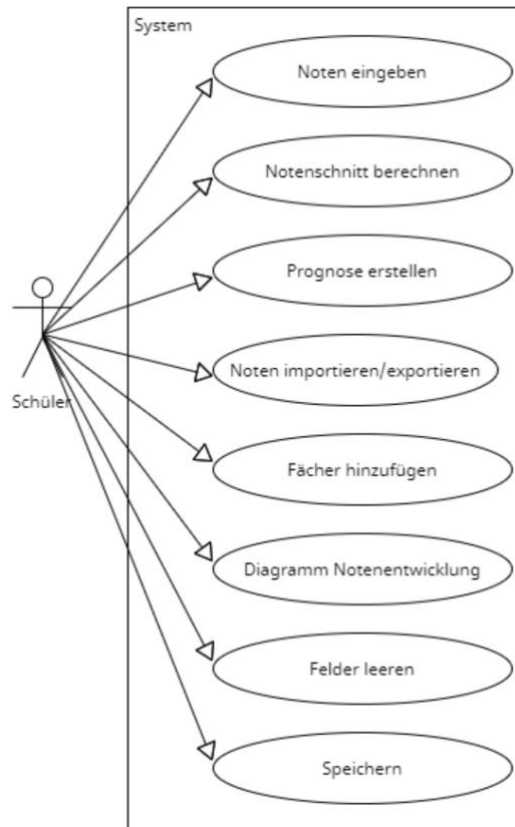 System
Noten eingeben
Notenschnitt berechnen
Prognose erstellen
Noten importieren/exportieren
Schüler
Fächer hinzufügen
Diagramm Notenentwicklung
Felder leeren
Speichern